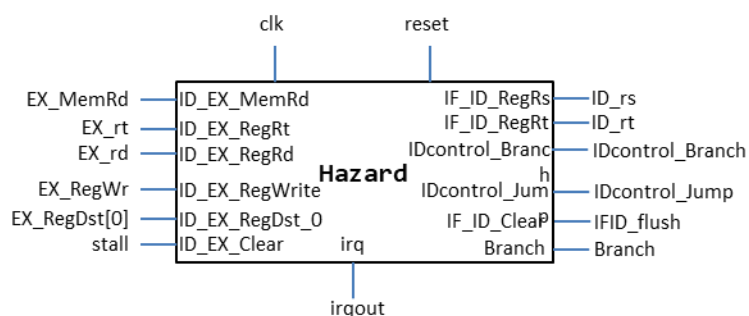 clk reset
EX_MemRd ID_EX_MemRd IF_ID_RegRs ID_rs
EX_rt ID_EX_RegRt IF_ID_RegRt ID_rt
EX_rd ID_EX_RegRd IDcontrol_Branc IDcontrol_Branch
Hazard h
EX_RegWr ID_EX_RegWrite IDcontrol_Jum IDcontrol_Jump
EX_RegDst[0] ID_EX_RegDst_0 IF_ID_Clear p IFID_flush
stall ID_EX_Clear irq Branch Branch
irqout